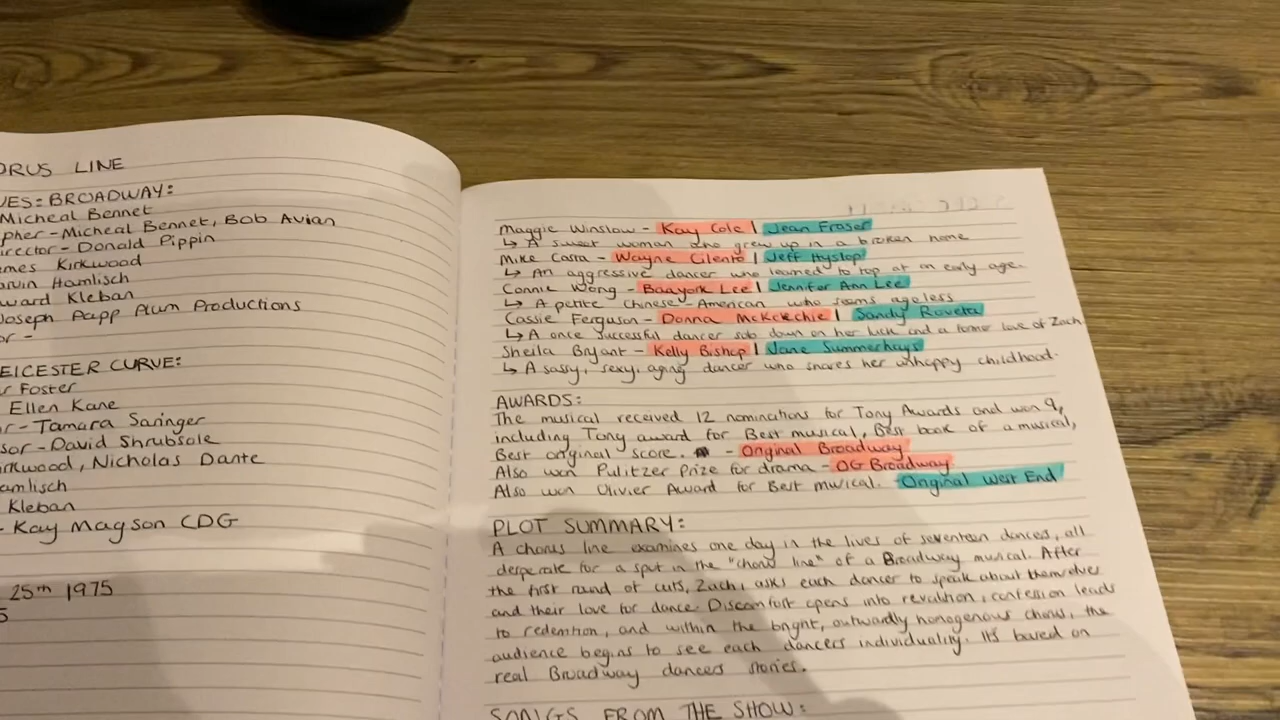 ORUS LINE
VES: BROADWAY:
Micheal Bennet
pher - Micheal Bennet, Bob Avian
irector - Donald Pippin
mes Kirkwood
arvin Hamlisch
ward Kleban
Joseph Papp Plum Productions
or -
EICESTER CURVE:
r Foster
Ellen Kane
r - Tamara Saringer
sor - David Shrubsole
irkwood, Nicholas Dante
amlisch
Kleban
- Kay Magson CDG
25th 1975
5
Maggie Winslow - Kay Cole | Jean Fraser
↳ A sweet woman who grew up in a broken home
Mike Casta - Wayne Cilento | Jeff Hyslop
↳ An aggressive dancer who learned to tap at an early age.
Connie Wong - Baayork Lee | Jennifer Ann Lee
↳ A petite Chinese-American who seems ageless
Cassie Ferguson - Donna McKechie | Sandy Roveta
↳ A once successful dancer down on her luck and a former love of Zach
Sheila Bryant - Kelly Bishop | Jane Summerhays
↳ A sassy, sexy, aging dancer who shares her unhappy childhood.
AWARDS:
The musical received 12 nominations for Tony Awards and won 9,
including Tony award for Best musical, Best book of a musical,
Best original score. - Original Broadway
Also won Pulitzer Prize for drama - OG Broadway
Also won Olivier Award for Best musical. Original West End
PLOT SUMMARY:
A chorus line examines one day in the lives of seventeen dances, all
desperate for a spot in the "chorus line" of a Broadway musical. After
the first round of cuts, Zach, asks each dancer to speak about themselves
and their love for dance. Discomfort opens into revaltion, confession leads
to redemtion, and within the bright, outwardly homogenous chorus, the
audience begins to see each dancers individuality. It's based on
real Broadway dancers stories.
SONGS FROM THE SHOW: